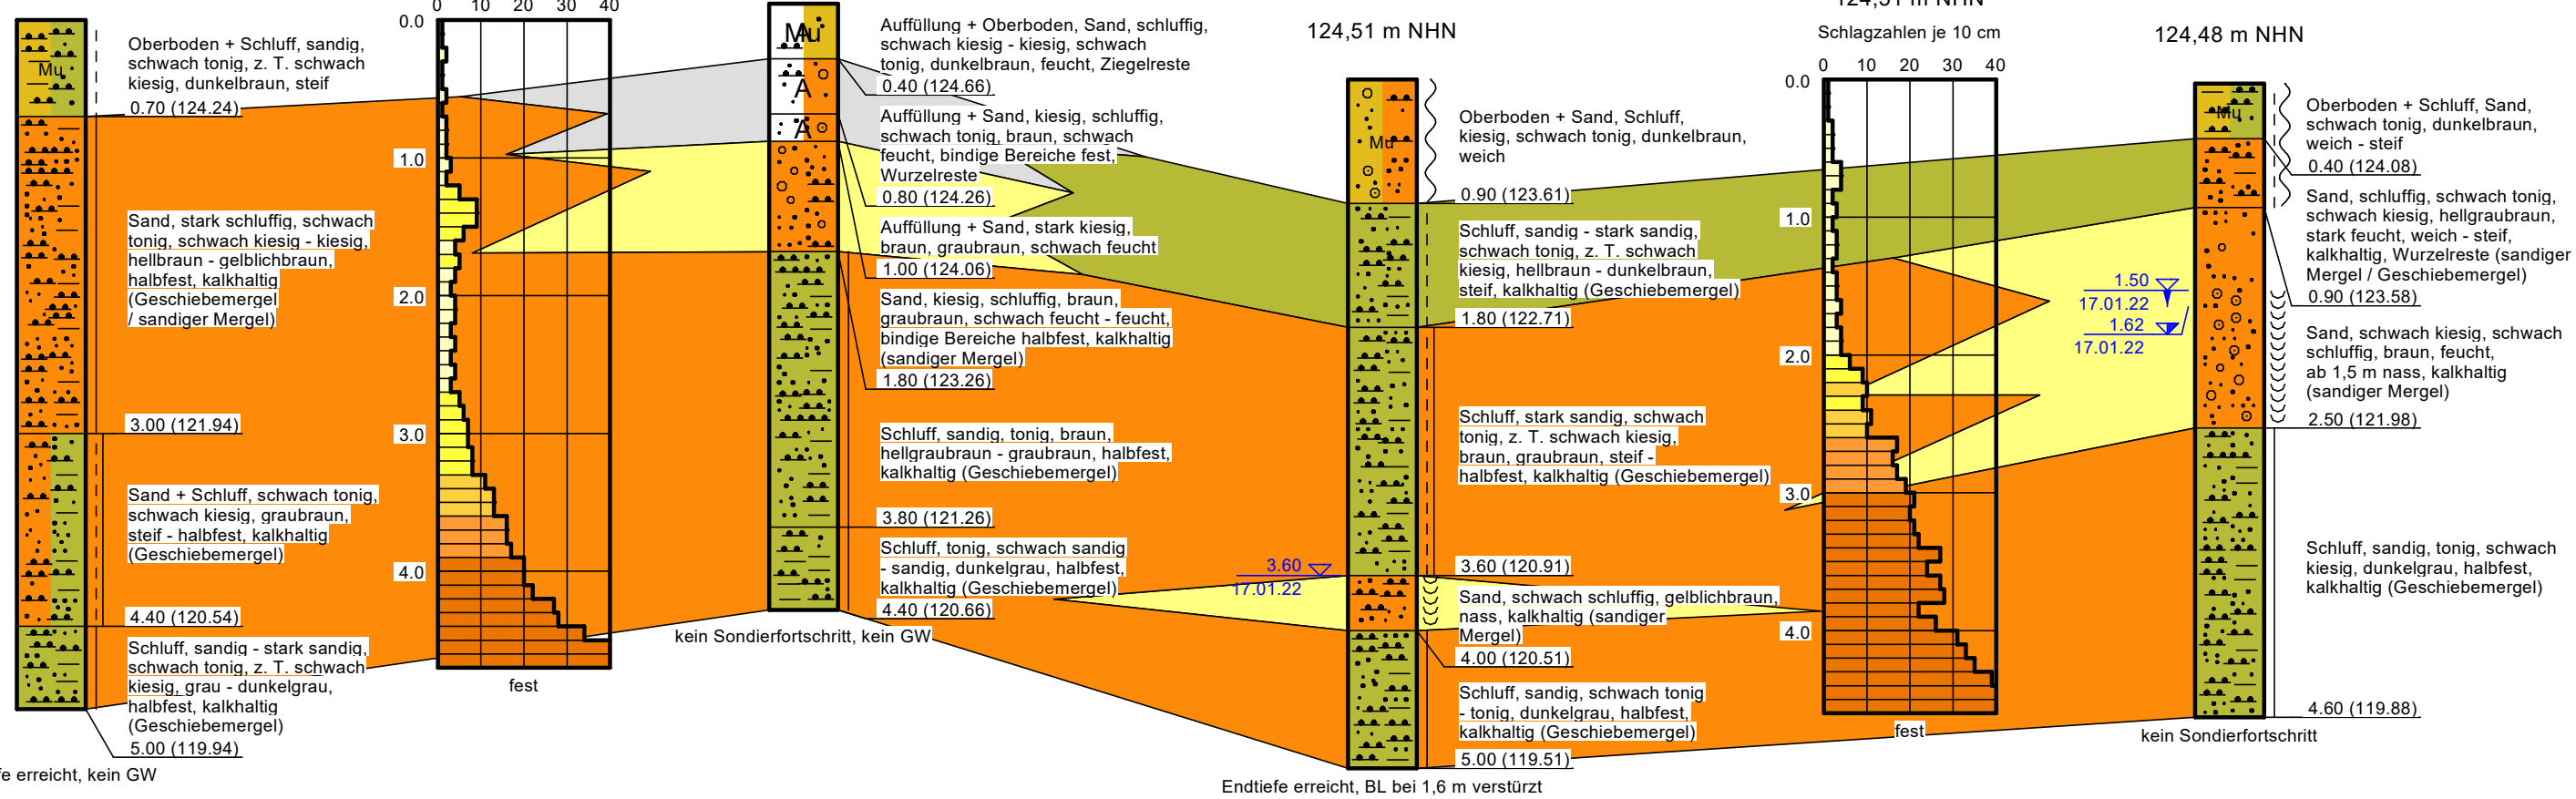 Mu
Oberboden + Schluff, sandig,
schwach tonig, z. T. schwach
kiesig, dunkelbraun, steif
0.70 (124.24)
Sand, stark schluffig, schwach
tonig, schwach kiesig - kiesig,
hellbraun - gelblichbraun,
halbfest, kalkhaltig
(Geschiebemergel
/ sandiger Mergel)
3.00 (121.94)
Sand + Schluff, schwach tonig,
schwach kiesig, graubraun,
steif - halbfest, kalkhaltig
(Geschiebemergel)
4.40 (120.54)
Schluff, sandig - stark sandig,
schwach tonig, z. T. schwach
kiesig, grau - dunkelgrau,
halbfest, kalkhaltig
(Geschiebemergel)
5.00 (119.94)
fe erreicht, kein GW
0 10 20 30 40
0.0
1.0
2.0
3.0
4.0
fest
Mu
A
A
A
Auffüllung + Oberboden, Sand, schluffig,
schwach kiesig - kiesig, schwach
tonig, dunkelbraun, feucht, Ziegelreste
0.40 (124.66)
Auffüllung + Sand, kiesig, schluffig,
schwach tonig, braun, schwach
feucht, bindige Bereiche fest,
Wurzelreste
0.80 (124.26)
Auffüllung + Sand, stark kiesig,
braun, graubraun, schwach feucht
1.00 (124.06)
Sand, kiesig, schluffig, braun,
graubraun, schwach feucht - feucht,
bindige Bereiche halbfest, kalkhaltig
(sandiger Mergel)
1.80 (123.26)
Schluff, sandig, tonig, braun,
hellgraubraun - graubraun, halbfest,
kalkhaltig (Geschiebemergel)
3.80 (121.26)
Schluff, tonig, schwach sandig
- sandig, dunkelgrau, halbfest,
kalkhaltig (Geschiebemergel)
4.40 (120.66)
kein Sondierfortschritt, kein GW
124,51 m NHN
Mu
Oberboden + Sand, Schluff,
kiesig, schwach tonig, dunkelbraun,
weich
0.90 (123.61)
Schluff, sandig - stark sandig,
schwach tonig, z. T. schwach
kiesig, hellbraun - dunkelbraun,
steif, kalkhaltig (Geschiebemergel)
1.80 (122.71)
Schluff, stark sandig, schwach
tonig, z. T. schwach kiesig,
braun, graubraun, steif -
halbfest, kalkhaltig (Geschiebemergel)
3.60
17.01.22
3.60 (120.91)
Sand, schwach schluffig, gelblichbraun,
nass, kalkhaltig (sandiger
Mergel)
4.00 (120.51)
Schluff, sandig, schwach tonig
- tonig, dunkelgrau, halbfest,
kalkhaltig (Geschiebemergel)
5.00 (119.51)
Endtiefe erreicht, BL bei 1,6 m verstürzt
124,51 m NHN
Schlagzahlen je 10 cm
0 10 20 30 40
0.0
1.0
2.0
3.0
4.0
fest
124,48 m NHN
Mu
1.50
17.01.22
1.62
17.01.22
Oberboden + Schluff, Sand,
schwach tonig, dunkelbraun,
weich - steif
0.40 (124.08)
Sand, schluffig, schwach tonig,
schwach kiesig, hellgraubraun,
stark feucht, weich - steif,
kalkhaltig, Wurzelreste (sandiger
Mergel / Geschiebemergel)
0.90 (123.58)
Sand, schwach kiesig, schwach
schluffig, braun, feucht,
ab 1,5 m nass, kalkhaltig
(sandiger Mergel)
2.50 (121.98)
Schluff, sandig, tonig, schwach
kiesig, dunkelgrau, halbfest,
kalkhaltig (Geschiebemergel)
4.60 (119.88)
kein Sondierfortschritt